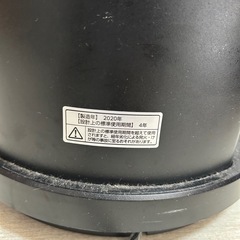 【製造年】 2020年
【設計上の標準使用期間】 4年
設計上の標準使用期間を超えて使用
されますと、経年劣化による発火・け
が等の事故に至るおそれがあります。